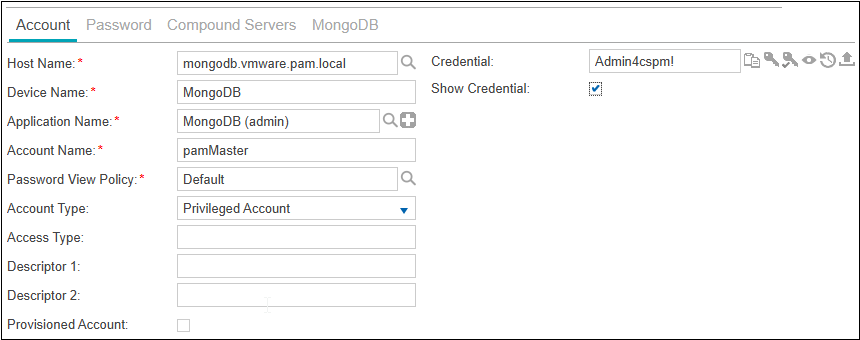 Account Password Compound Servers MongoDB
Host Name:* mongodb.vmware.pam.local Credential: Admin4cspm!
Device Name:* MongoDB Show Credential:
Application Name:* MongoDB (admin)
Account Name:* pamMaster
Password View Policy:* Default
Account Type: Privileged Account
Access Type:
Descriptor 1:
Descriptor 2:
Provisioned Account: